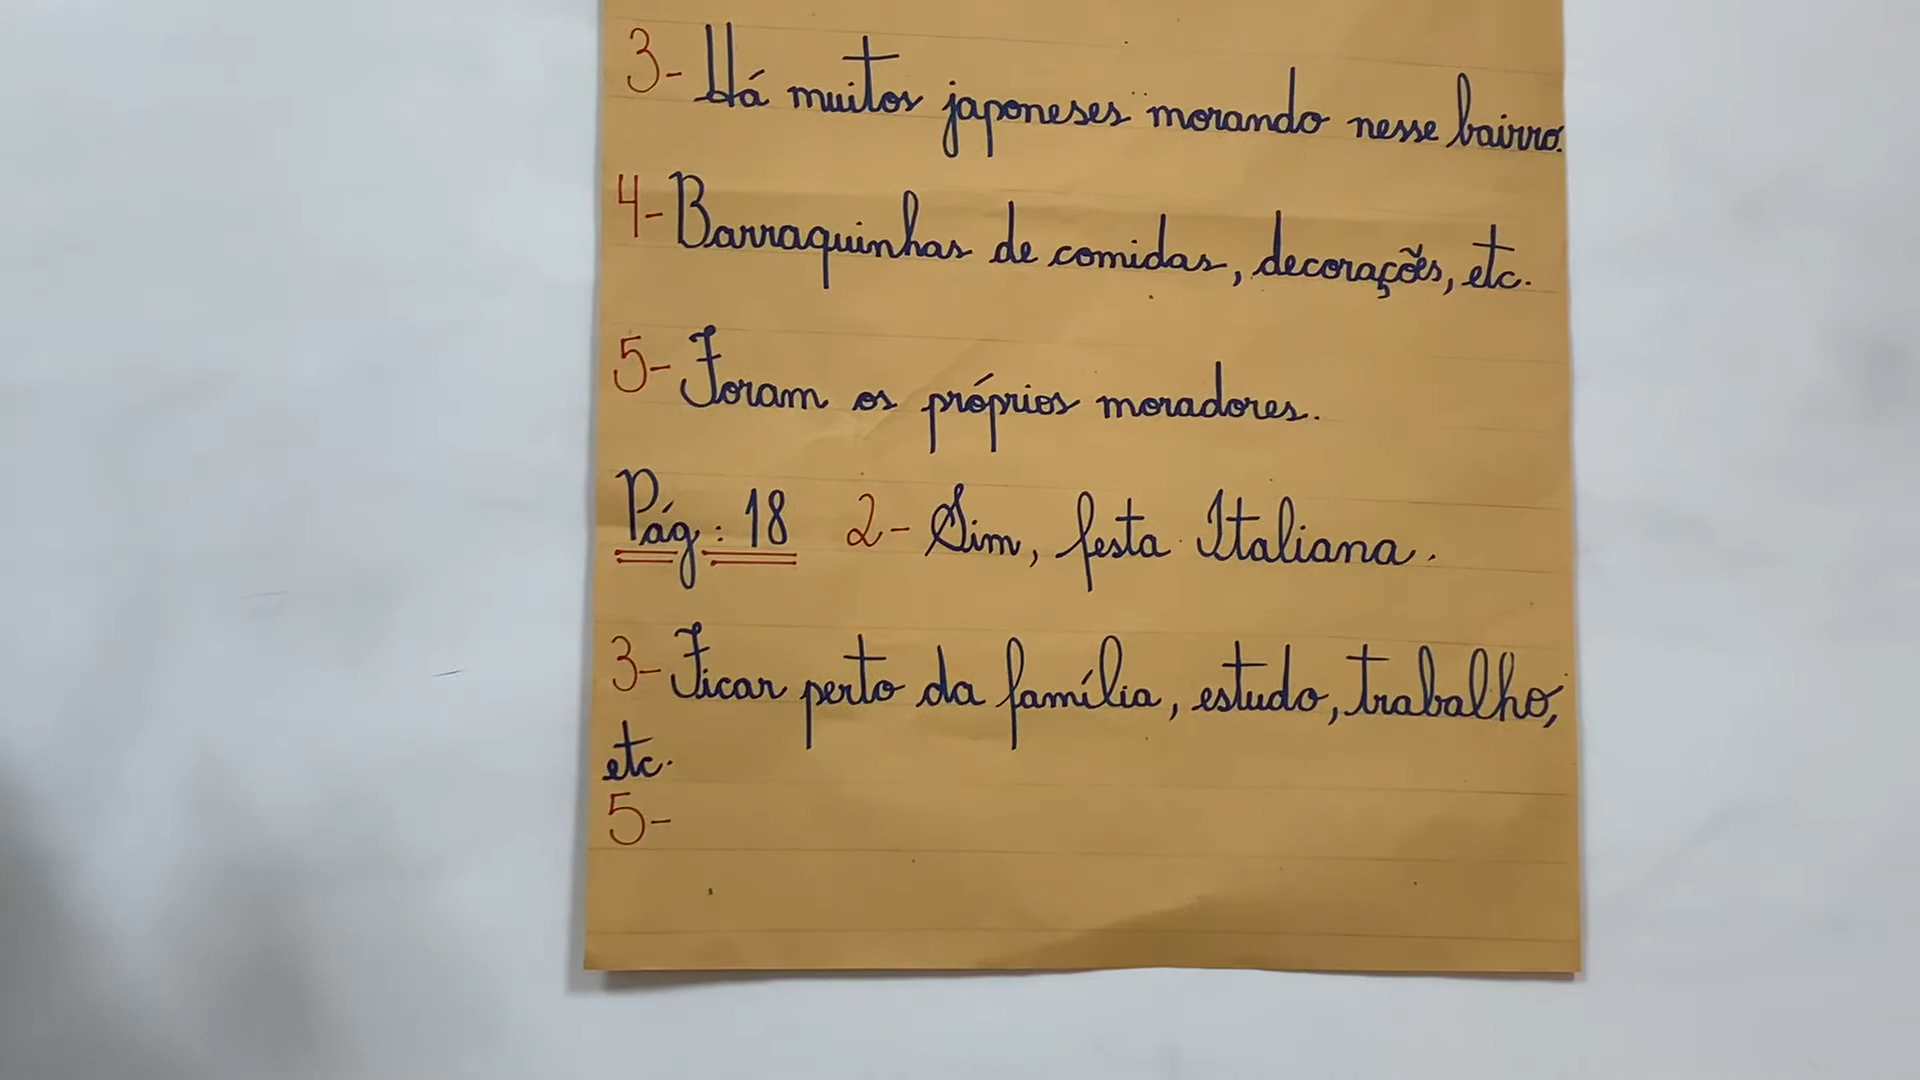 3- Há muitos japoneses morando nesse bairro.
4- Barraquinhas de comidas, decorações, etc.
5- Foram os próprios moradores.
Pág.: 18 2- Sim, festa Italiana.
3- Ficar perto da família, estudo, trabalho,
etc.
5-